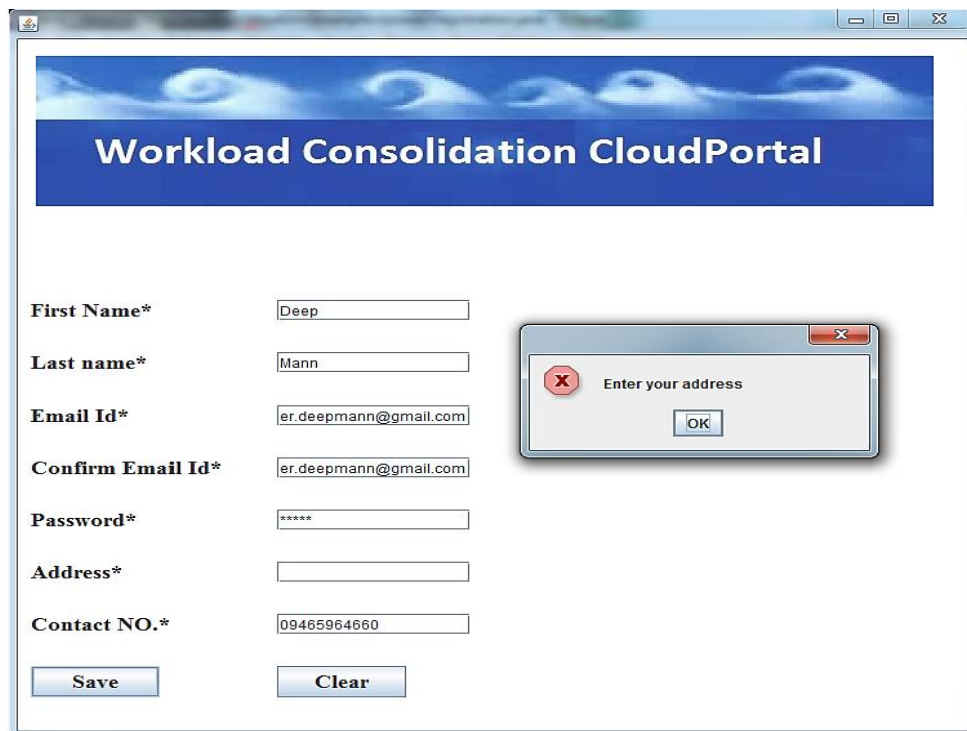 Workload Consolidation CloudPortal
First Name* Deep
Last name* Mann
Email Id* er.deepmann@gmail.com
Confirm Email Id* er.deepmann@gmail.com
Password* *****
Address*
Contact NO.* 09465964660
Save Clear
Enter your address
OK